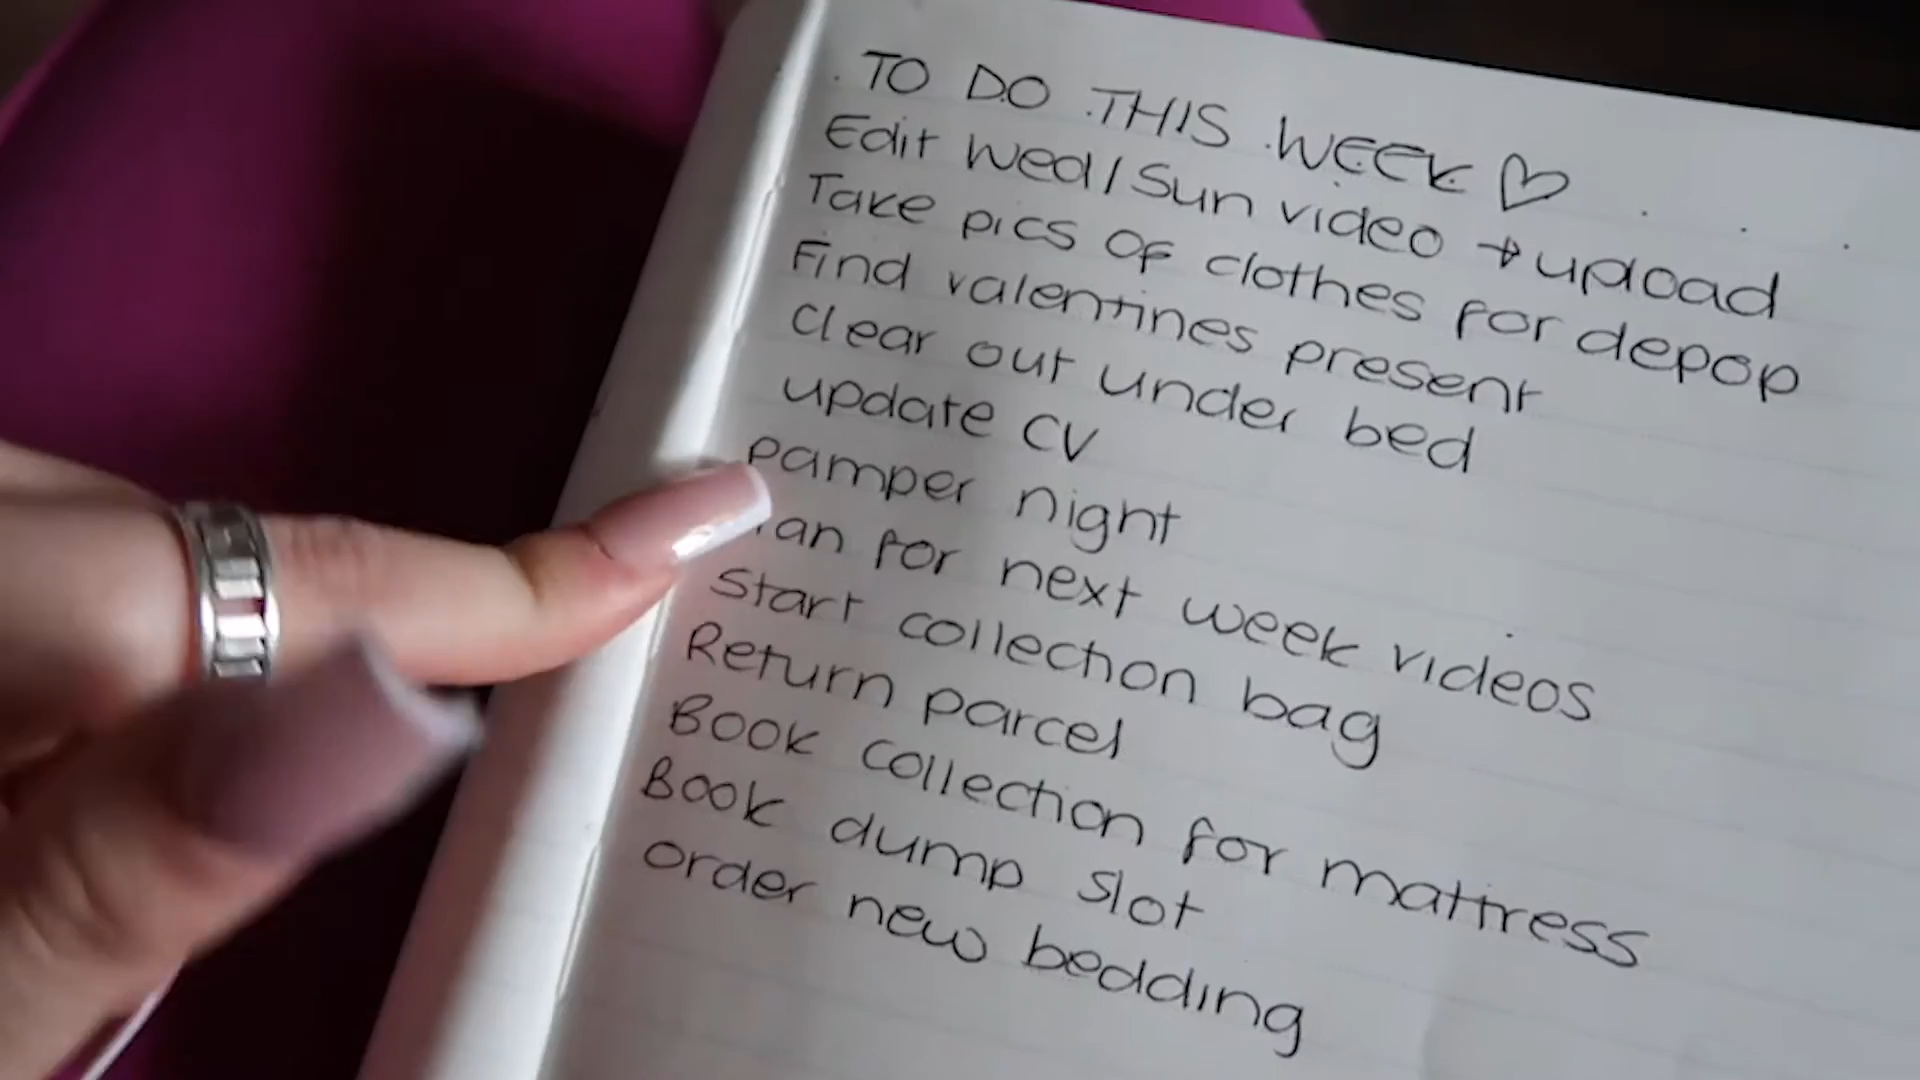 TO DO THIS WEEK ♡
Edit Wed/Sun video → upload
Take pics of clothes for depop
Find valentines present
Clear out under bed
update CV
pamper night
for next week videos
start collection bag
Return parcel
Book collection for mattress
Book dump slot
order new bedding